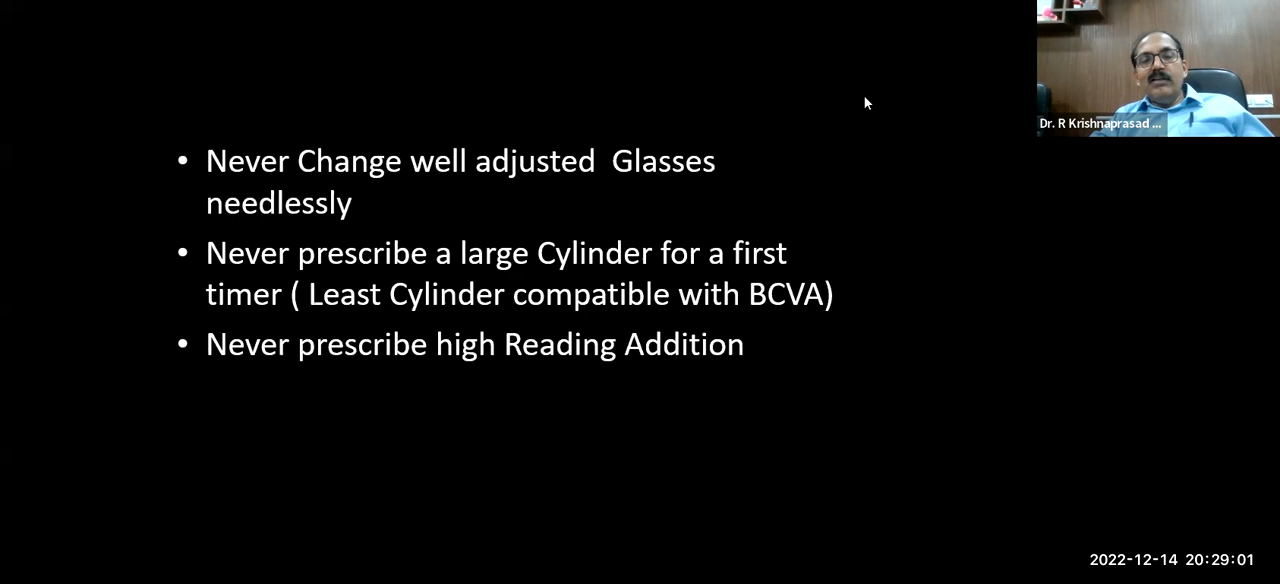 Dr. R Krishnaprasad ...
• Never Change well adjusted  Glasses
needlessly
• Never prescribe a large Cylinder for a first
timer ( Least Cylinder compatible with BCVA)
• Never prescribe high Reading Addition
2022-12-14 20:29:01